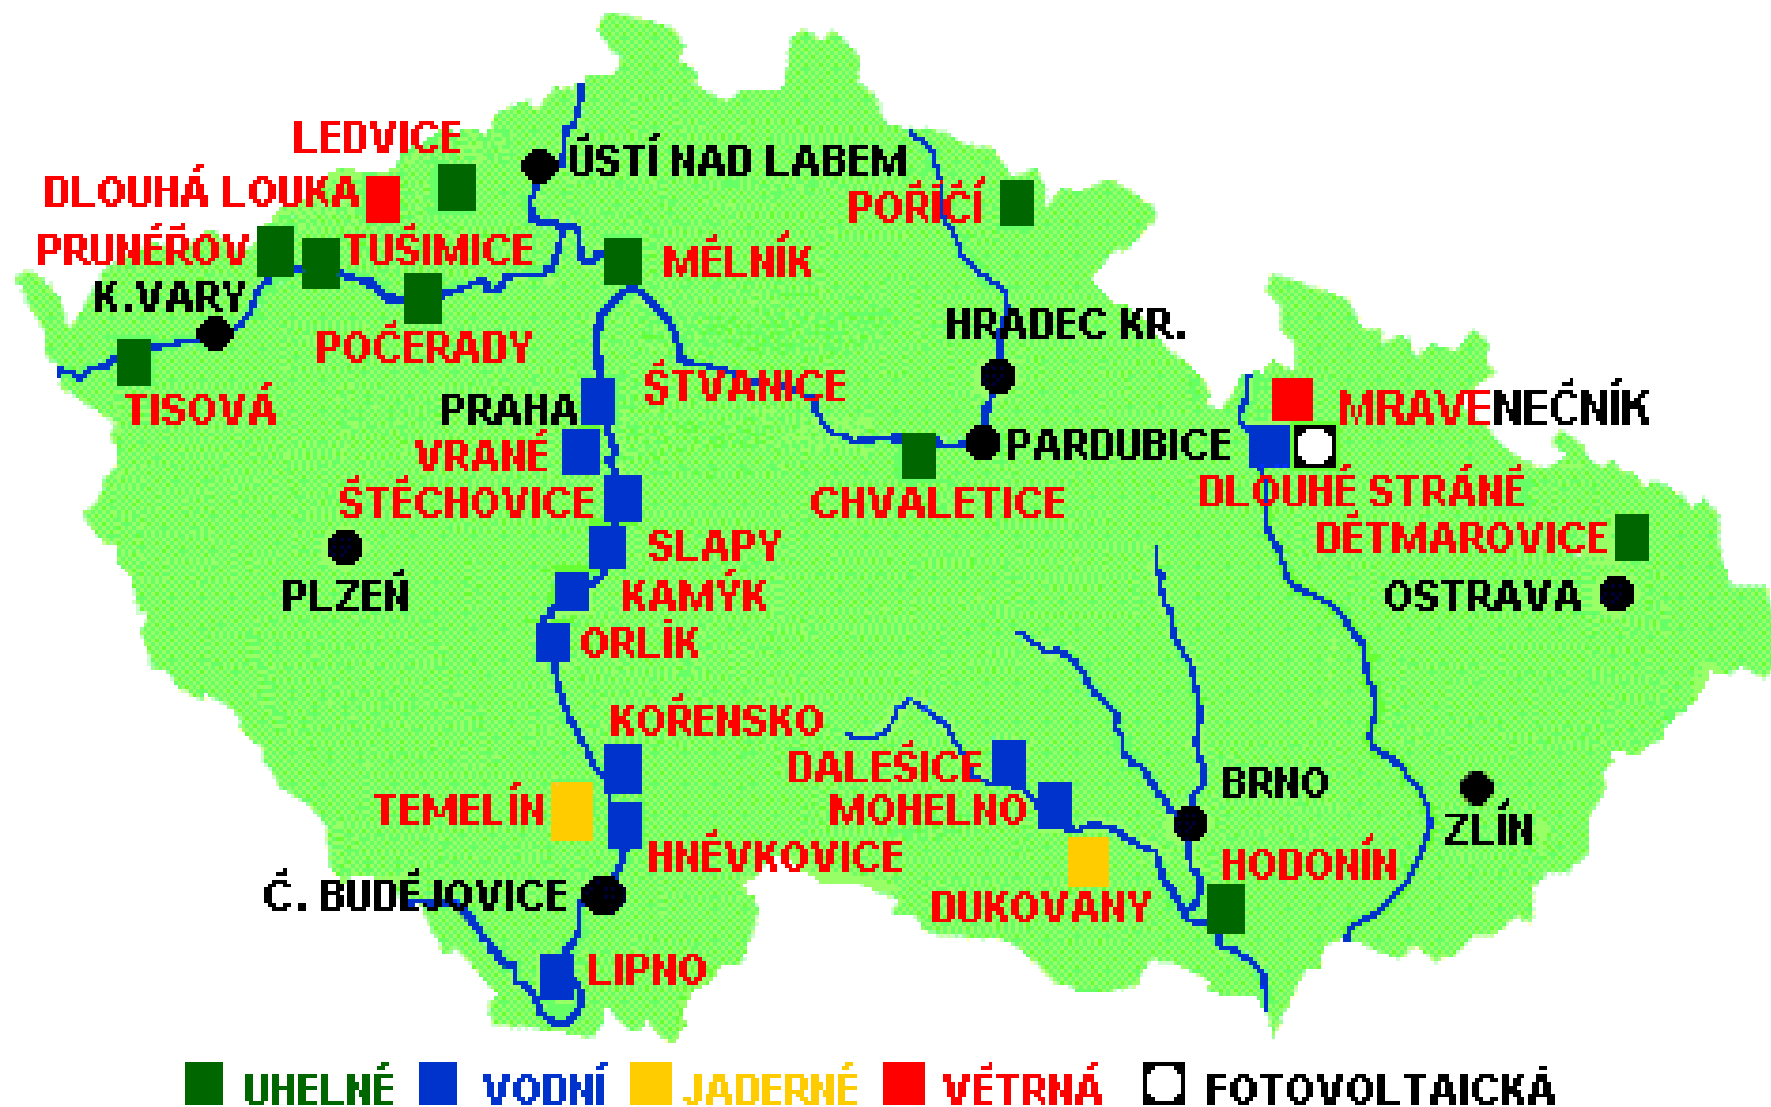 LEDVICE
ÚSTÍ NAD LABEM
DLOUHÁ LOUKA
POŘÍČÍ
PRUNÉŘOV
TUŠIMICE
MĚLNÍK
K.VARY
HRADEC KR.
POČERADY
ŠTVANICE
TISOVÁ
PRAHA
MRAVENEČNÍK
VRANÉ
PARDUBICE
ŠTĚCHOVICE
CHVALETICE
DLOUHÉ STRÁNĚ
SLAPY
DĚTMAROVICE
PLZEŇ
KAMÝK
OSTRAVA
ORLÍK
KOŘENSKO
DALEŠICE
BRNO
TEMELÍN
MOHELNO
ZLÍN
HNĚVKOVICE
HODONÍN
Č. BUDĚJOVICE
DUKOVANY
LIPNO
UHELNÉ VODNÍ JADERNÉ VĚTRNÁ FOTOVOLTAICKÁ